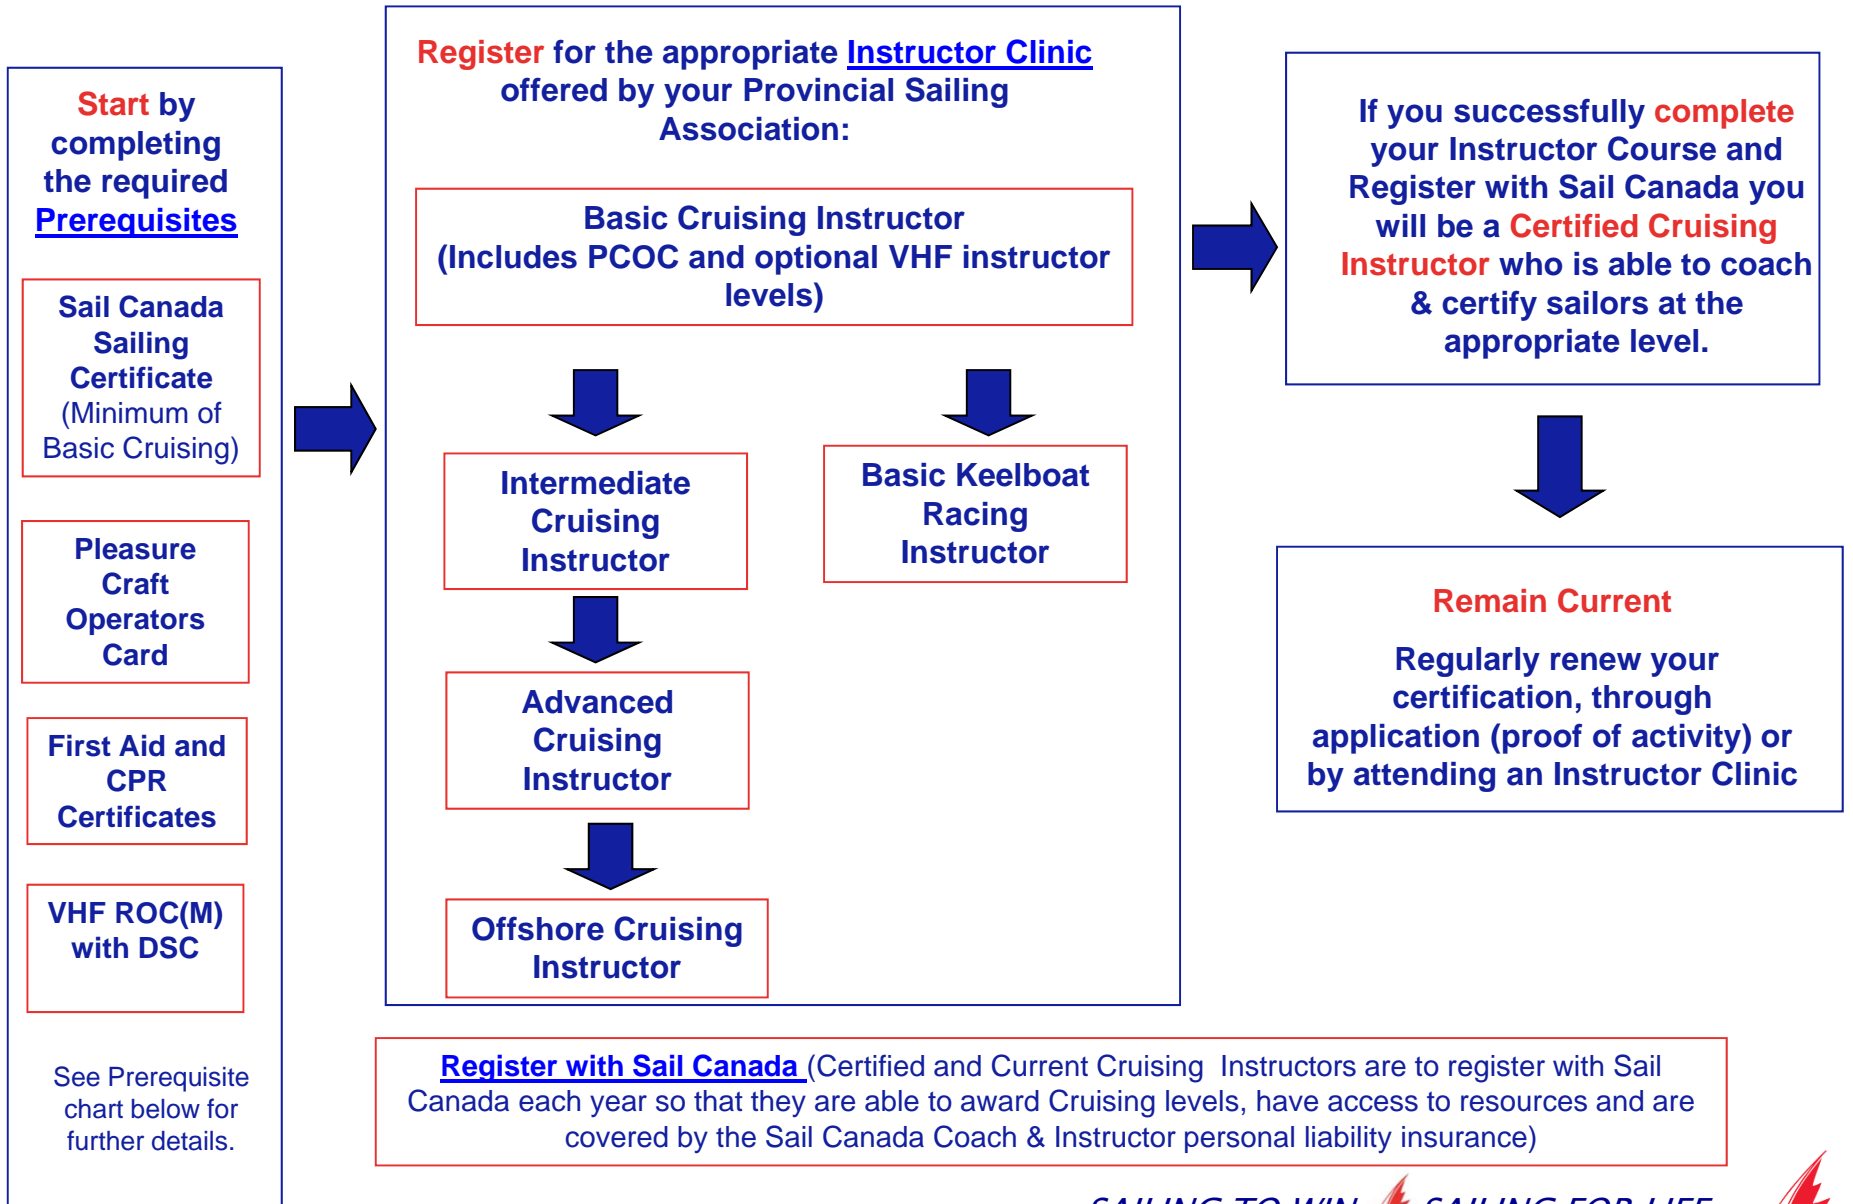 Start by
completing
the required
Prerequisites
Sail Canada
Sailing
Certificate
(Minimum of
Basic Cruising)
Pleasure
Craft
Operators
Card
First Aid and
CPR
Certificates
VHF ROC(M)
with DSC
See Prerequisite
chart below for
further details.
Register for the appropriate Instructor Clinic
offered by your Provincial Sailing
Association:
Basic Cruising Instructor
(Includes PCOC and optional VHF instructor
levels)
Intermediate
Cruising
Instructor
Basic Keelboat
Racing
Instructor
Advanced
Cruising
Instructor
Offshore Cruising
Instructor
If you successfully complete
your Instructor Course and
Register with Sail Canada you
will be a Certified Cruising
Instructor who is able to coach
& certify sailors at the
appropriate level.
Remain Current
Regularly renew your
certification, through
application (proof of activity) or
by attending an Instructor Clinic
Register with Sail Canada (Certified and Current Cruising Instructors are to register with Sail
Canada each year so that they are able to award Cruising levels, have access to resources and are
covered by the Sail Canada Coach & Instructor personal liability insurance)
SAILING TO WIN SAILING FOR LIFE